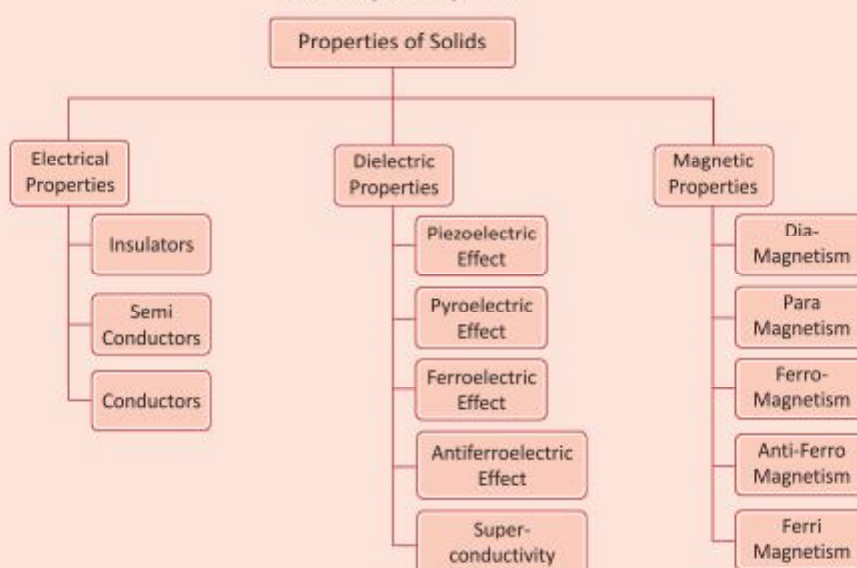 Properties of Solids
Electrical
Properties
Insulators
Semi
Conductors
Conductors
Dielectric
Properties
Piezoelectric
Effect
Pyroelectric
Effect
Ferroelectric
Effect
Antiferroelectric
Effect
Super-
conductivity
Magnetic
Properties
Dia-
Magnetism
Para
Magnetism
Ferro-
Magnetism
Anti-Ferro
Magnetism
Ferri
Magnetism